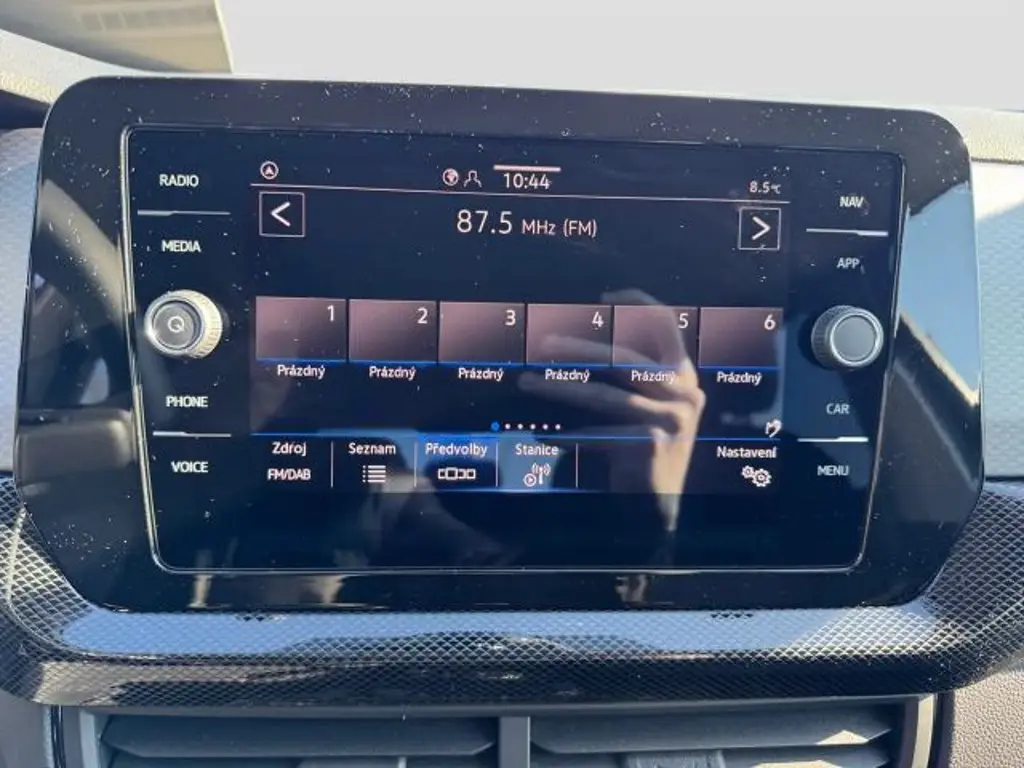 RADIO
MEDIA
PHONE
VOICE
10:44
8.5°C
87.5 MHz (FM)
1 2 3 4 5 6
Prázdný Prázdný Prázdný Prázdný Prázdný Prázdný
Zdroj Seznam Předvolby Stanice Nastavení
FM/DAB
NAV
APP
CAR
MENU